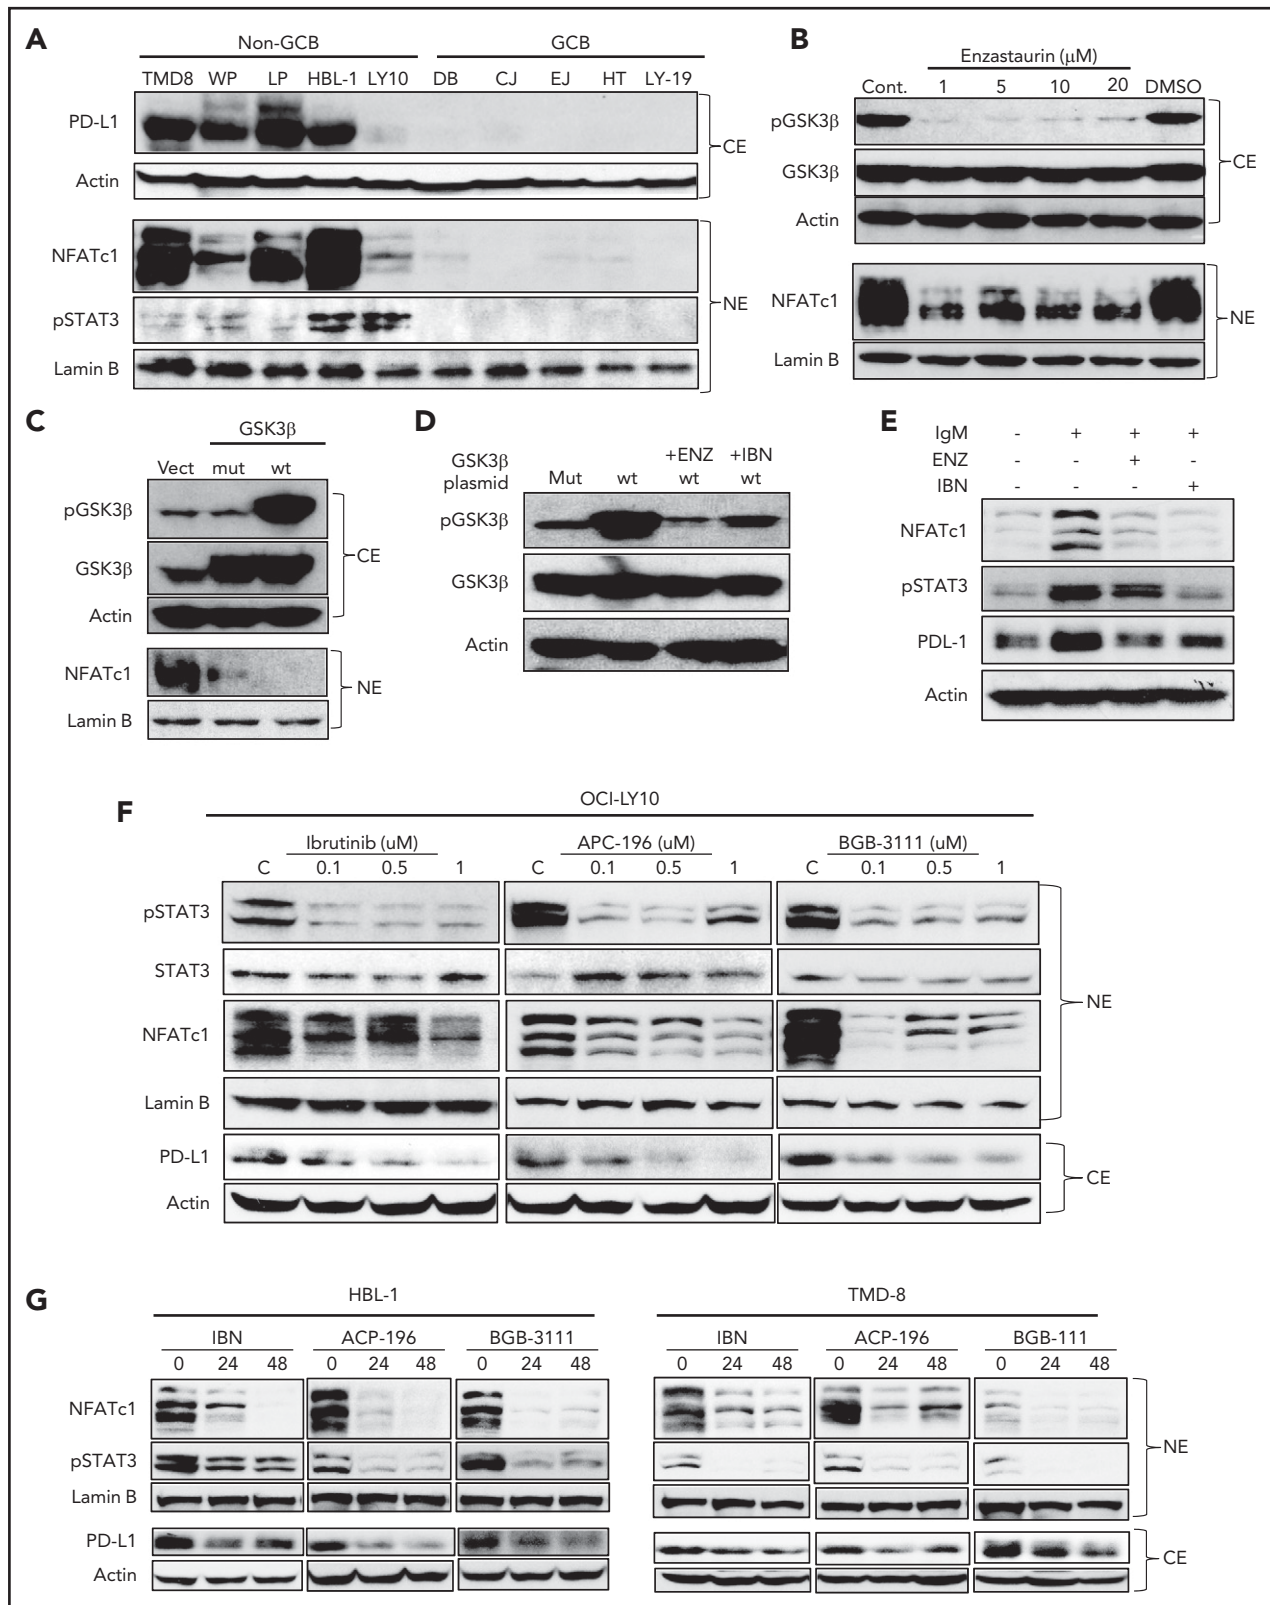 A
Non-GCB GCB
TMD8 WP LP HBL-1 LY10 DB CJ EJ HT LY-19
PD-L1
CE
Actin
NFATc1
NE
pSTAT3
Lamin B
B
Enzastaurin (μM)
Cont. 1 5 10 20 DMSO
pGSK3β
CE
GSK3β
Actin
NFATc1
NE
Lamin B
C
GSK3β
Vect mut wt
pGSK3β
CE
GSK3β
Actin
NFATc1
NE
Lamin B
D
+ENZ +IBN
GSK3β
plasmid Mut wt wt wt
pGSK3β
GSK3β
Actin
E
IgM - + + +
ENZ - - + -
IBN - - - +
NFATc1
pSTAT3
PDL-1
Actin
F
OCI-LY10
Ibrutinib (uM) APC-196 (uM) BGB-3111 (uM)
C 0.1 0.5 1 C 0.1 0.5 1 C 0.1 0.5 1
pSTAT3
STAT3
NE
NFATc1
Lamin B
PD-L1
CE
Actin
G
HBL-1 TMD-8
IBN ACP-196 BGB-3111 IBN ACP-196 BGB-111
0 24 48 0 24 48 0 24 48 0 24 48 0 24 48 0 24 48
NFATc1
NE
pSTAT3
Lamin B
PD-L1
CE
Actin